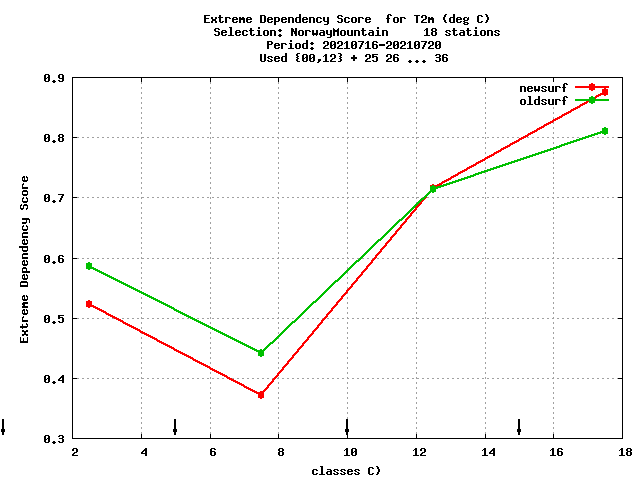 Extreme Dependency Score  for T2m (deg C)
Selection: NorwayMountain     18 stations
Period: 20210716-20210720
Used {00,12} + 25 26 ... 36
newsurf
oldsurf
0.9
0.8
0.7
0.6
0.5
0.4
0.3
Extreme Dependency Score
2 4 6 8 10 12 14 16 18
classes C)